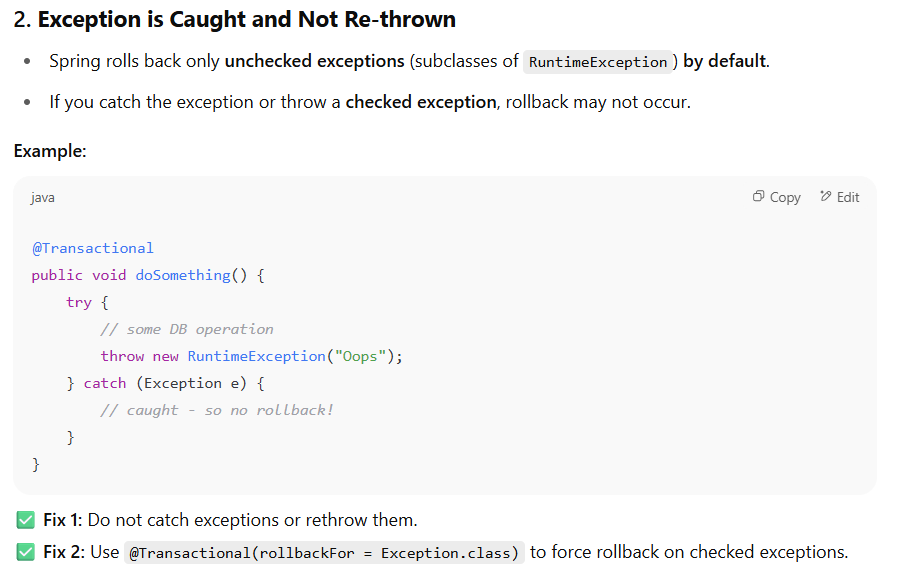 2. Exception is Caught and Not Re-thrown
• Spring rolls back only unchecked exceptions (subclasses of RuntimeException) by default.
• If you catch the exception or throw a checked exception, rollback may not occur.
Example:
java Copy Edit
@Transactional
public void doSomething() {
    try {
        // some DB operation
        throw new RuntimeException("Oops");
    } catch (Exception e) {
        // caught - so no rollback!
    }
}
✅ Fix 1: Do not catch exceptions or rethrow them.
✅ Fix 2: Use @Transactional(rollbackFor = Exception.class) to force rollback on checked exceptions.